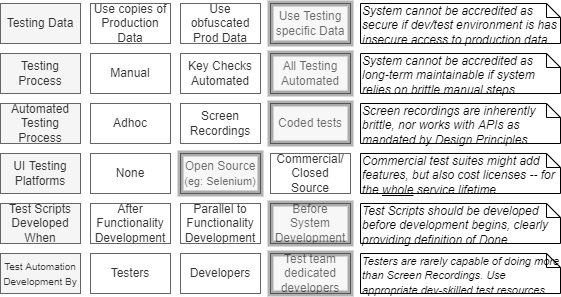 Testing Data
Use copies of
Production
Data
Use
obfuscated
Prod Data
Use Testing
specific Data
System cannot be accredited as
secure if dev/test environment is has
insecure access to production data
Testing
Process
Manual
Key Checks
Automated
All Testing
Automated
System cannot be accredited as
long-term maintainable if system
relies on brittle manual steps
Automated
Testing
Process
Adhoc
Screen
Recordings
Coded tests
Screen recordings are inherently
brittle, nor works with APIs as
mandated by Design Principles
UI Testing
Platforms
None
Open Source
(eg: Selenium)
Commercial/
Closed
Source
Commercial test suites might add
features, but also cost licenses -- for
the whole service lifetime
Test Scripts
Developed
When
After
Functionality
Development
Parallel to
Functionality
Development
Before
System
Development
Test Scripts should be developed
before development begins, clearly
providing definition of Done
Test Automation
Development By
Testers
Developers
Test team
dedicated
developers
Testers are rarely capable of doing more
than Screen Recordings. Use
appropriate dev-skilled test resources